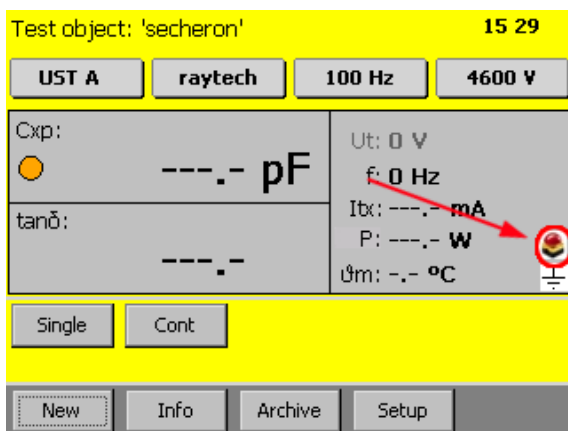 Test object: 'secheron' 15 29
UST A raytech 100 Hz 4600 V
Cxp:
---.- pF
tanδ:
---.-
Ut: 0 V
f: 0 Hz
Itx: ---.- mA
P: ---.- W
ϑm: -.- ºC
Single Cont
New Info Archive Setup